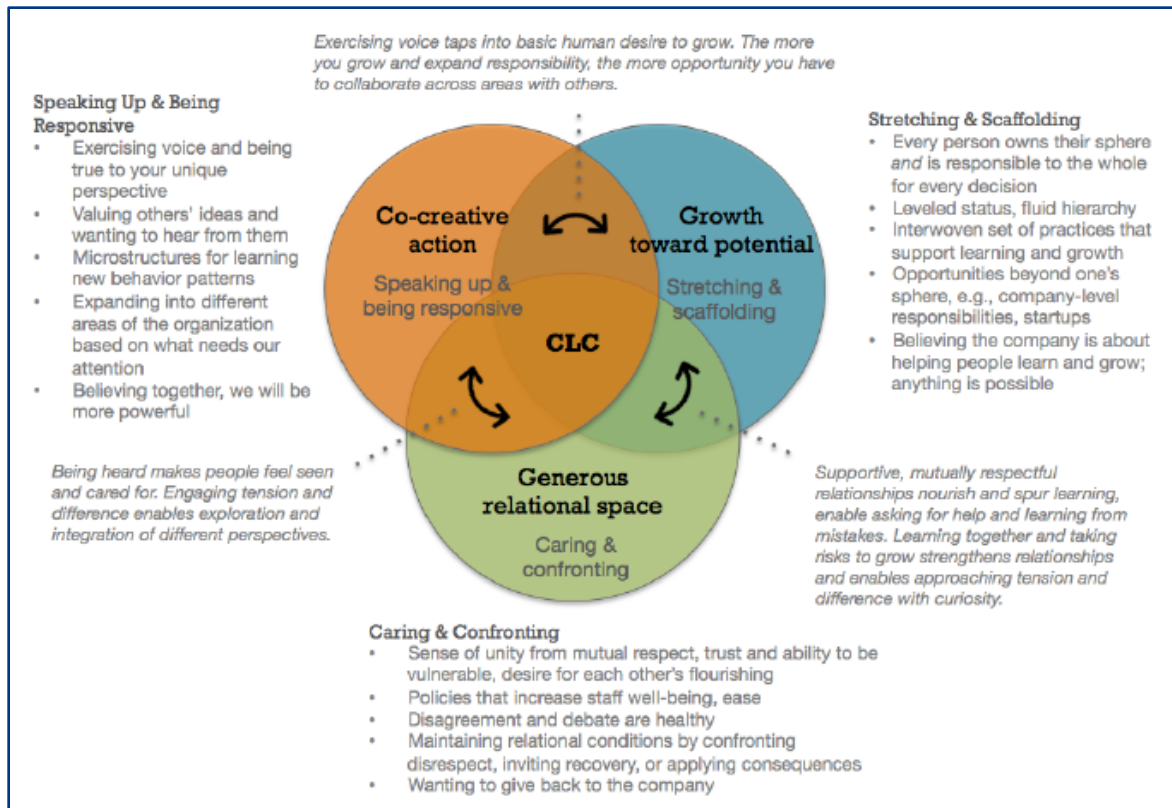 Exercising voice taps into basic human desire to grow. The more
you grow and expand responsibility, the more opportunity you have
to collaborate across areas with others.
Speaking Up & Being
Responsive
• Exercising voice and being
true to your unique
perspective
• Valuing others' ideas and
wanting to hear from them
• Microstructures for learning
new behavior patterns
• Expanding into different
areas of the organization
based on what needs our
attention
• Believing together, we will be
more powerful
Stretching & Scaffolding
• Every person owns their sphere
and is responsible to the whole
for every decision
• Leveled status, fluid hierarchy
• Interwoven set of practices that
support learning and growth
• Opportunities beyond one's
sphere, e.g., company-level
responsibilities, startups
• Believing the company is about
helping people learn and grow;
anything is possible
Co-creative
action
Speaking up &
being responsive
Growth
toward potential
Stretching &
scaffolding
CLC
Generous
relational space
Caring &
confronting
Being heard makes people feel seen
and cared for. Engaging tension and
difference enables exploration and
integration of different perspectives.
Supportive, mutually respectful
relationships nourish and spur learning,
enable asking for help and learning from
mistakes. Learning together and taking
risks to grow strengthens relationships
and enables approaching tension and
difference with curiosity.
Caring & Confronting
• Sense of unity from mutual respect, trust and ability to be
vulnerable, desire for each other's flourishing
• Policies that increase staff well-being, ease
• Disagreement and debate are healthy
• Maintaining relational conditions by confronting
disrespect, inviting recovery, or applying consequences
• Wanting to give back to the company